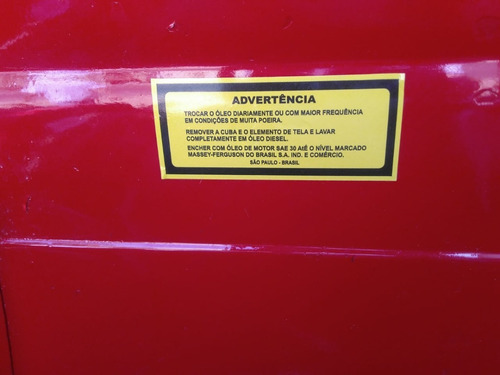 ADVERTÊNCIA
TROCAR O ÓLEO DIARIAMENTE OU COM MAIOR FREQUÊNCIA
EM CONDIÇÕES DE MUITA POEIRA.
REMOVER A CUBA E O ELEMENTO DE TELA E LAVAR
COMPLETAMENTE EM ÓLEO DIESEL.
ENCHER COM ÓLEO DE MOTOR SAE 30 AIÉ O NÍVEL MARCADO
MASSEY-FERGUSON DO BRASIL S.A. IND. E COMÉRCIO.
SÃO PAULO - BRASIL